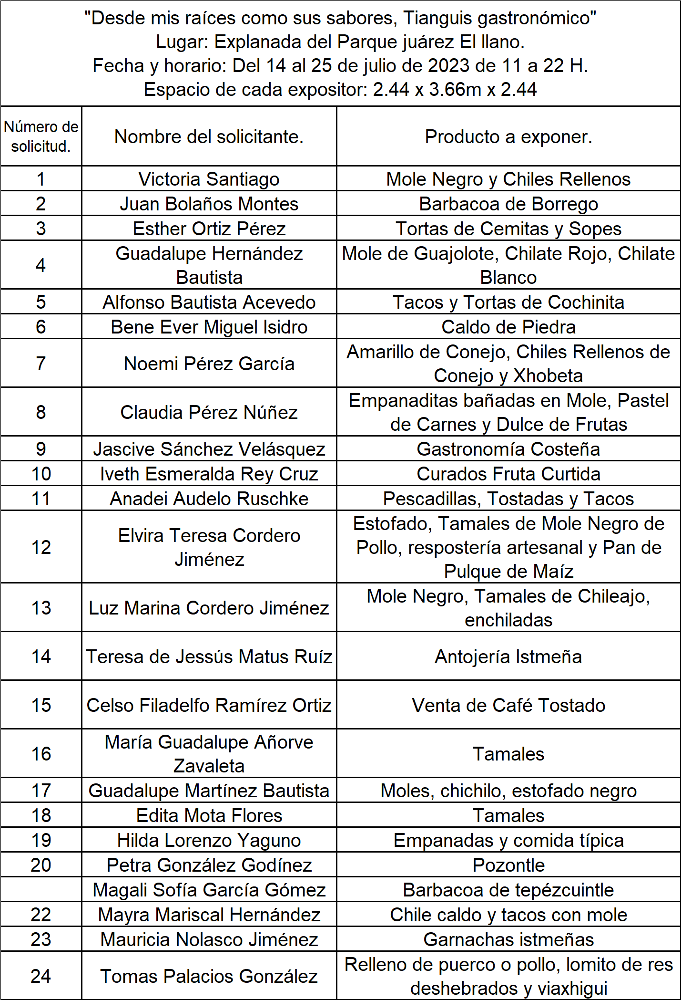 "Desde mis raíces como sus sabores, Tianguis gastronómico"
Lugar: Explanada del Parque juárez El llano.
Fecha y horario: Del 14 al 25 de julio de 2023 de 11 a 22 H.
Espacio de cada expositor: 2.44 x 3.66m x 2.44
Número de
solicitud.
Nombre del solicitante.
Producto a exponer.
1
Victoria Santiago
Mole Negro y Chiles Rellenos
2
Juan Bolaños Montes
Barbacoa de Borrego
3
Esther Ortiz Pérez
Tortas de Cemitas y Sopes
4
Guadalupe Hernández
Bautista
Mole de Guajolote, Chilate Rojo, Chilate
Blanco
5
Alfonso Bautista Acevedo
Tacos y Tortas de Cochinita
6
Bene Ever Miguel Isidro
Caldo de Piedra
7
Noemi Pérez García
Amarillo de Conejo, Chiles Rellenos de
Conejo y Xhobeta
8
Claudia Pérez Núñez
Empanaditas bañadas en Mole, Pastel
de Carnes y Dulce de Frutas
9
Jascive Sánchez Velásquez
Gastronomía Costeña
10
Iveth Esmeralda Rey Cruz
Curados Fruta Curtida
11
Anadei Audelo Ruschke
Pescadillas, Tostadas y Tacos
12
Elvira Teresa Cordero
Jiménez
Estofado, Tamales de Mole Negro de
Pollo, respostería artesanal y Pan de
Pulque de Maíz
13
Luz Marina Cordero Jiménez
Mole Negro, Tamales de Chileajo,
enchiladas
14
Teresa de Jessús Matus Ruíz
Antojería Istmeña
15
Celso Filadelfo Ramírez Ortiz
Venta de Café Tostado
16
María Guadalupe Añorve
Zavaleta
Tamales
17
Guadalupe Martínez Bautista
Moles, chichilo, estofado negro
18
Edita Mota Flores
Tamales
19
Hilda Lorenzo Yaguno
Empanadas y comida típica
20
Petra González Godínez
Pozontle
Magali Sofía García Gómez
Barbacoa de tepézcuintle
22
Mayra Mariscal Hernández
Chile caldo y tacos con mole
23
Mauricia Nolasco Jiménez
Garnachas istmeñas
24
Tomas Palacios González
Relleno de puerco o pollo, lomito de res
deshebrados y viaxhigui